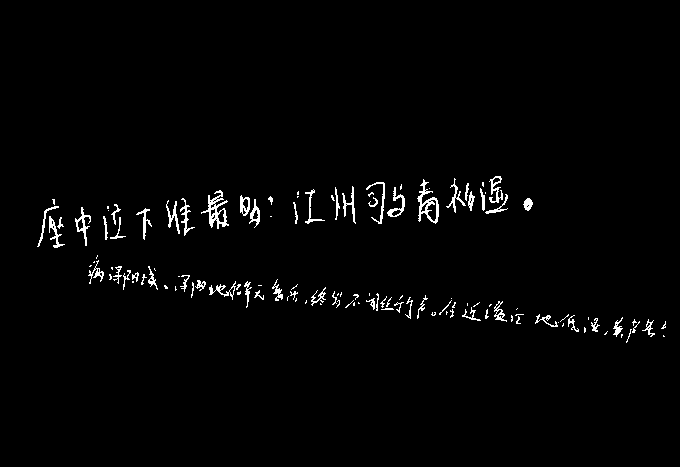 座中泣下谁最多?江州司马青衫湿。
病浔阳城。浔阳地僻无音乐,终岁不闻丝竹声。住近湓江地低湿,黄芦苦